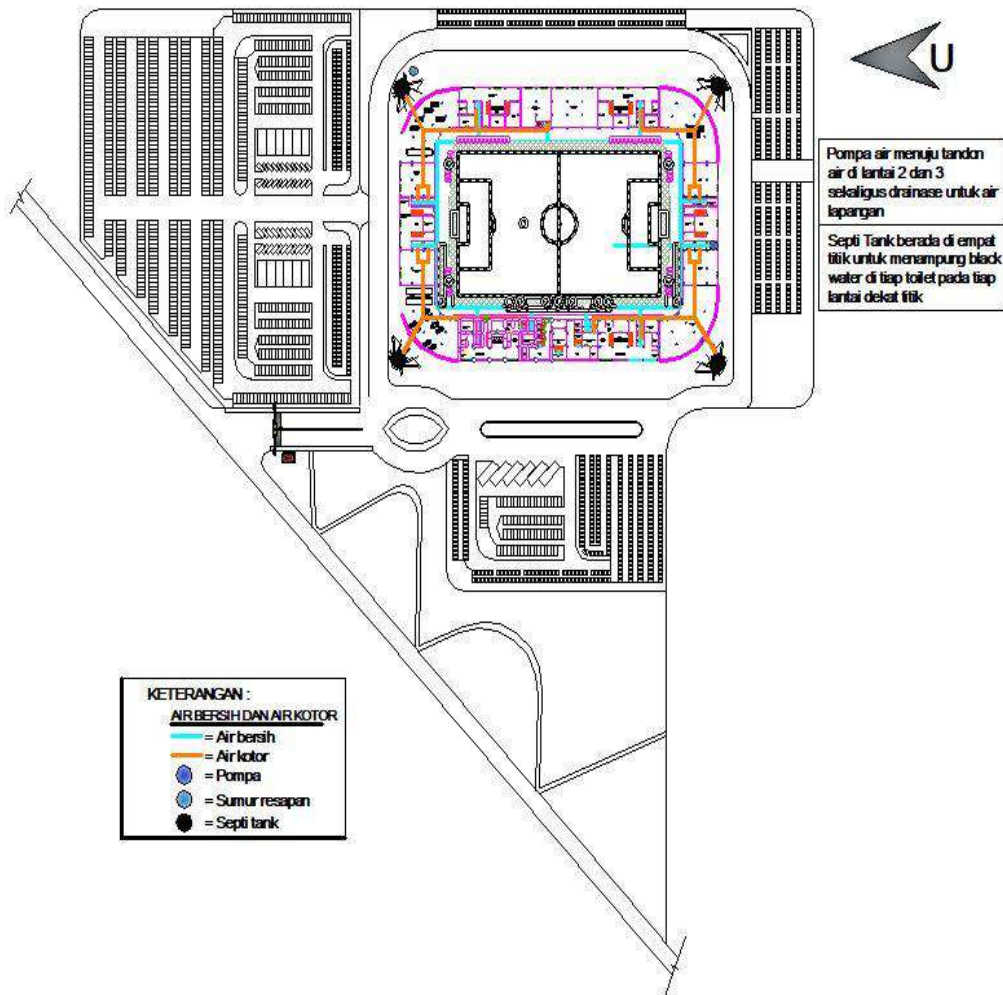 U
Pompa air menuju tandon
air di lantai 2 dan 3
sekaligus drainase untuk air
lapangan
Septi Tank berada di empat
titik untuk menampung black
water di tiap toilet pada tiap
lantai dekat titik
KETERANGAN :
AIR BERSIH DAN AIR KOTOR
= Air bersih
= Air kotor
= Pompa
= Sumur resapan
= Septi tank